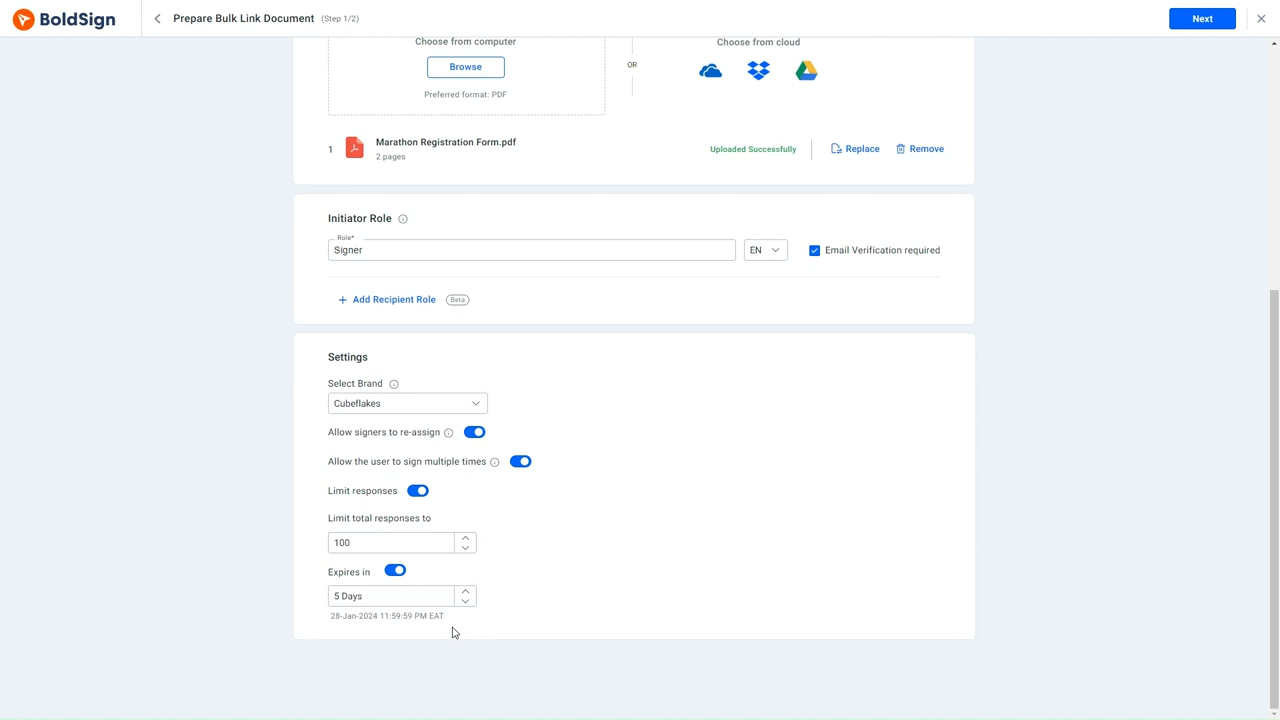 BoldSign
Prepare Bulk Link Document (Step 1/2)
Next
Choose from computer
Choose from cloud
Browse
OR
Preferred format: PDF
1
Marathon Registration Form.pdf
2 pages
Uploaded Successfully
Replace
Remove
Initiator Role
Role*
Signer
EN
Email Verification required
Add Recipient Role
Beta
Settings
Select Brand
Cubeflakes
Allow signers to re-assign
Allow the user to sign multiple times
Limit responses
Limit total responses to
100
Expires in
5 Days
28-Jan-2024 11:59:59 PM EAT